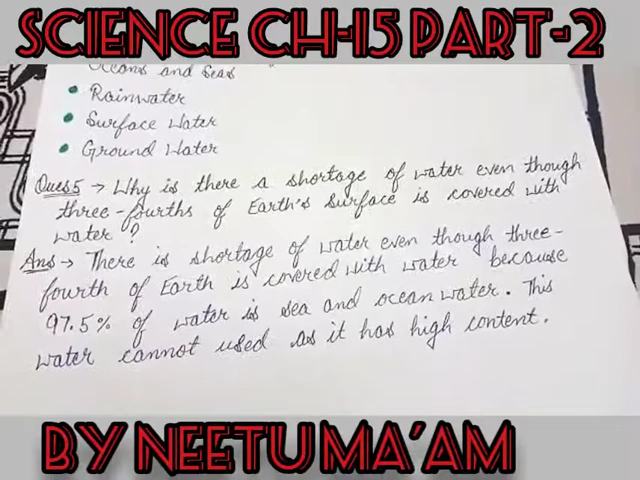 SCIENCE CH-15 PART-2
Oceans and Seas
Rainwater
Surface Water
Ground Water
Ques5 → Why is there a shortage of water even though
three-fourths of Earth's surface is covered with
water?
Ans → There is shortage of water even though three-
fourth of Earth is covered with water because
97.5% of water is sea and ocean water. This
water cannot used as it has high content.
BY NEETU MA'AM